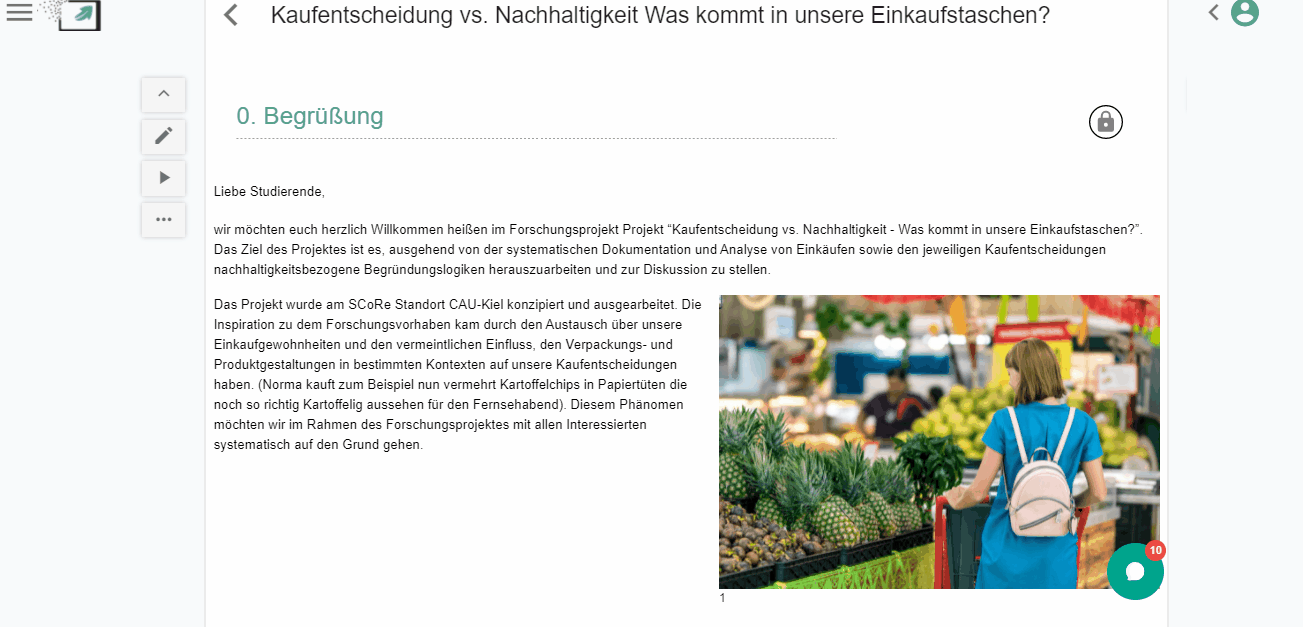 Kaufentscheidung vs. Nachhaltigkeit Was kommt in unsere Einkaufstaschen?
0. Begrüßung
Liebe Studierende,
wir möchten euch herzlich Willkommen heißen im Forschungsprojekt Projekt “Kaufentscheidung vs. Nachhaltigkeit - Was kommt in unsere Einkaufstaschen?”.
Das Ziel des Projektes ist es, ausgehend von der systematischen Dokumentation und Analyse von Einkäufen sowie den jeweiligen Kaufentscheidungen
nachhaltigkeitsbezogene Begründungslogiken herauszuarbeiten und zur Diskussion zu stellen.
Das Projekt wurde am SCoRe Standort CAU-Kiel konzipiert und ausgearbeitet. Die
Inspiration zu dem Forschungsvorhaben kam durch den Austausch über unsere
Einkaufgewohnheiten und den vermeintlichen Einfluss, den Verpackungs- und
Produktgestaltungen in bestimmten Kontexten auf unsere Kaufentscheidungen
haben. (Norma kauft zum Beispiel nun vermehrt Kartoffelchips in Papiertüten die
noch so richtig Kartoffelig aussehen für den Fernsehabend). Diesem Phänomen
möchten wir im Rahmen des Forschungsprojektes mit allen Interessierten
systematisch auf den Grund gehen.
10
1